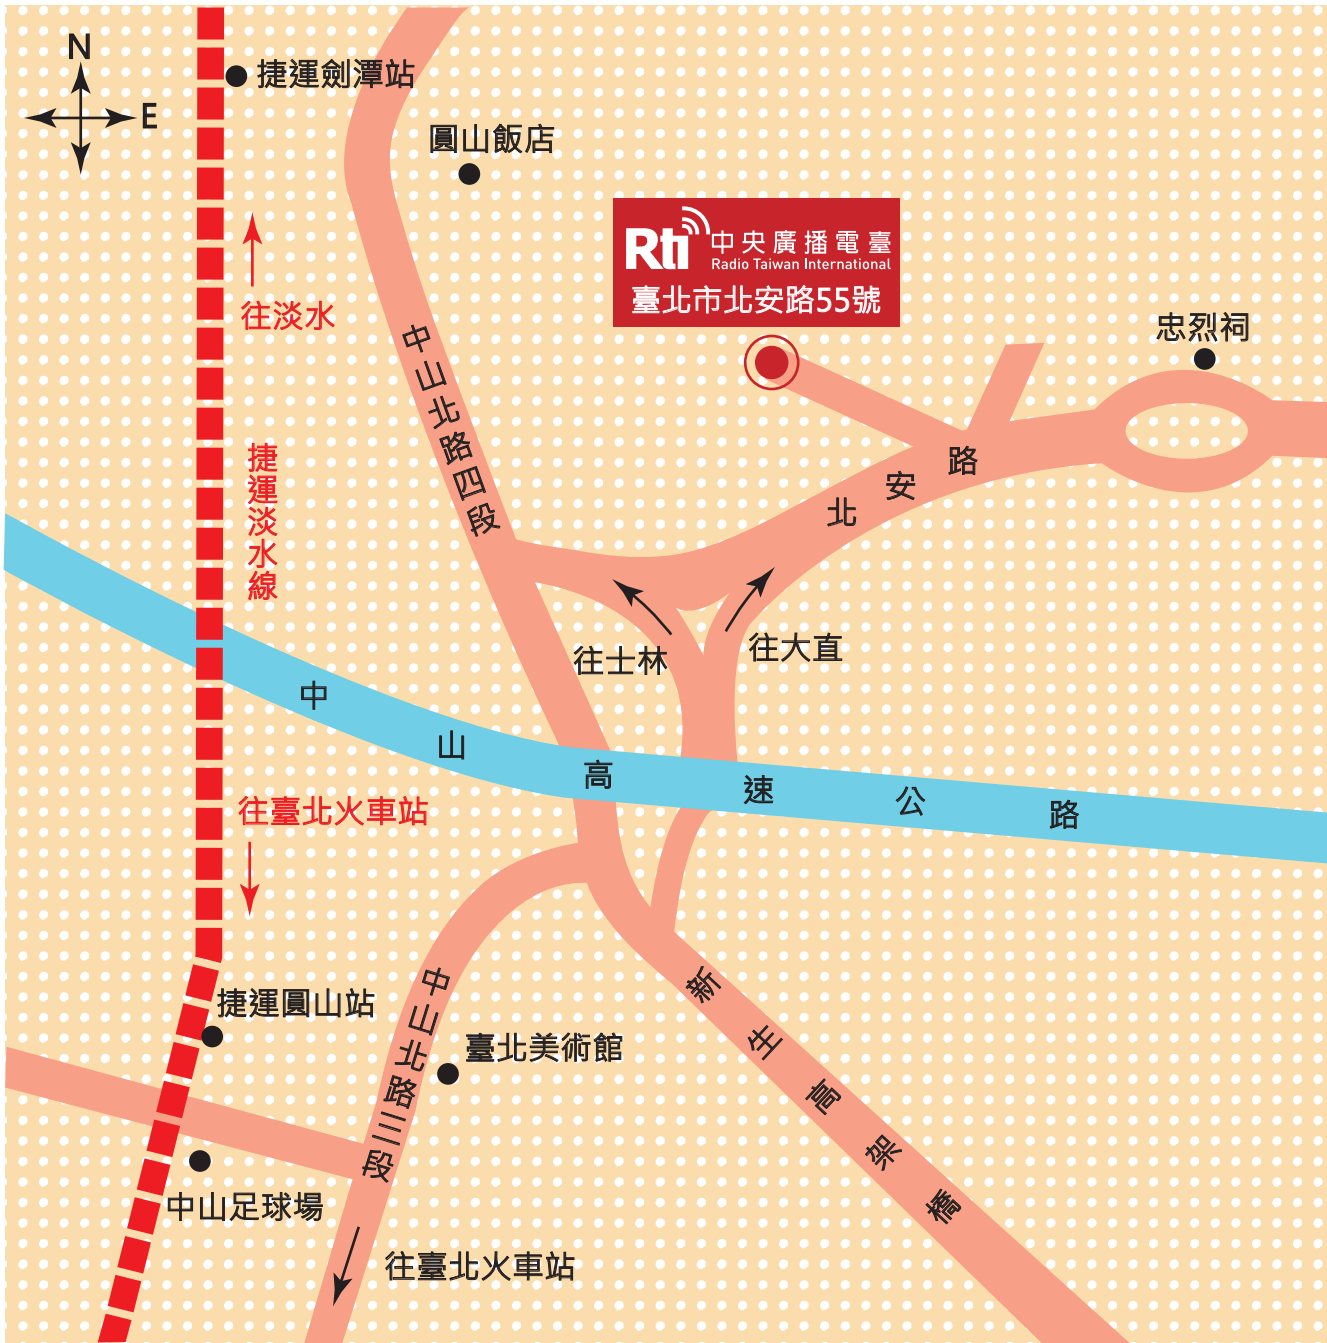 N
E
捷運劍潭站
圓山飯店
Rti 中央廣播電臺
Radio Taiwan International
臺北市北安路55號
忠烈祠
往淡水
中山北路四段
捷運淡水線
北安路
往士林
往大直
中山高速公路
往臺北火車站
捷運圓山站
中山北路三段
臺北美術館
新生高架橋
中山足球場
往臺北火車站